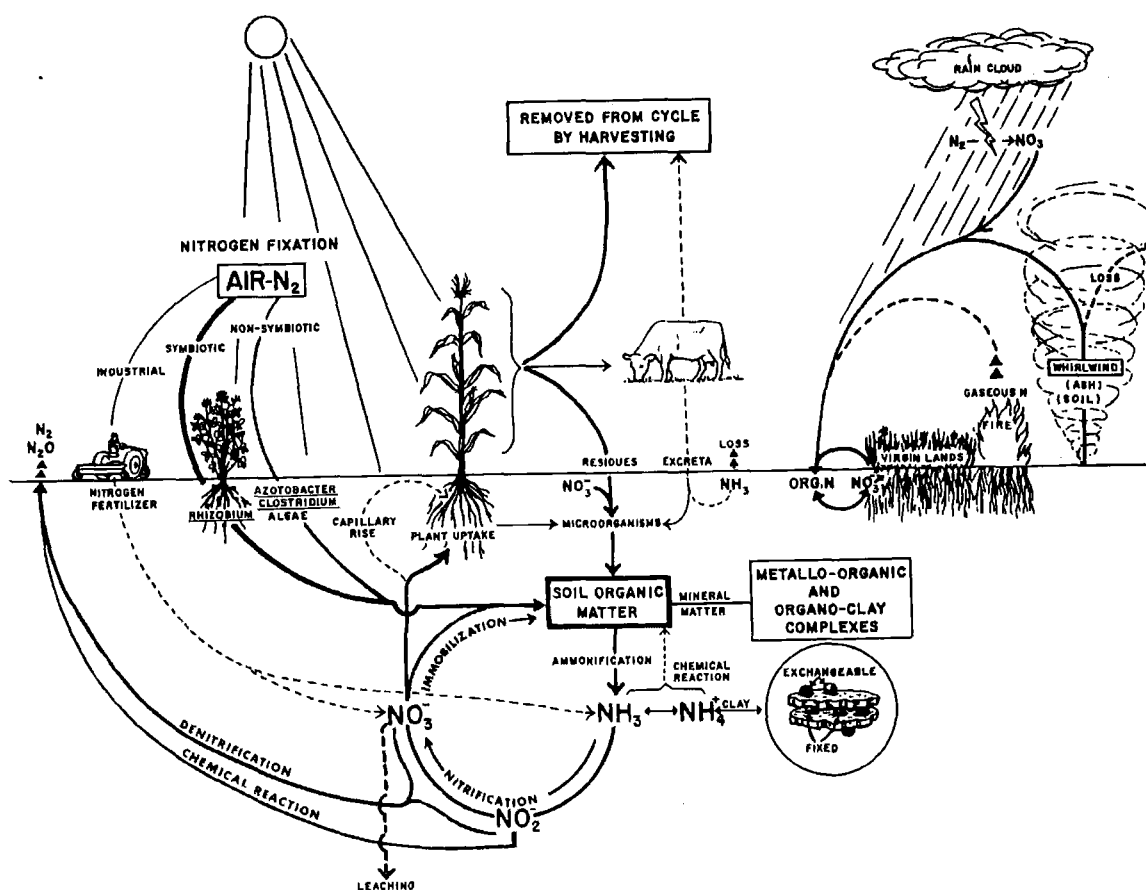 RAIN CLOUD
N₂ → NO₃
REMOVED FROM CYCLE
BY HARVESTING
NITROGEN FIXATION
AIR-N₂
NON-SYMBIOTIC
SYMBIOTIC
INDUSTRIAL
LOSS
WHIRLWIND
(ASH)
(SOIL)
GASEOUS N
FIRE
VIRGIN LANDS
N₂
N₂O
NITROGEN
FERTILIZER
RHIZOBIUM
AZOTOBACTER
CLOSTRIDIUM
ALGAE
CAPILLARY
RISE
PLANT UPTAKE
RESIDUES
NO₃⁻
MICROORGANISMS
EXCRETA
LOSS
NH₃
ORG.N
NO₃⁻
SOIL ORGANIC
MATTER
MINERAL
MATTER
METALLO-ORGANIC
AND
ORGANO-CLAY
COMPLEXES
IMMOBILIZATION
AMMONIFICATION
CHEMICAL
REACTION
NO₃⁻
NH₃
NH₄⁺
CLAY
EXCHANGEABLE
FIXED
DENITRIFICATION
CHEMICAL REACTION
NITRIFICATION
NO₂⁻
LEACHING